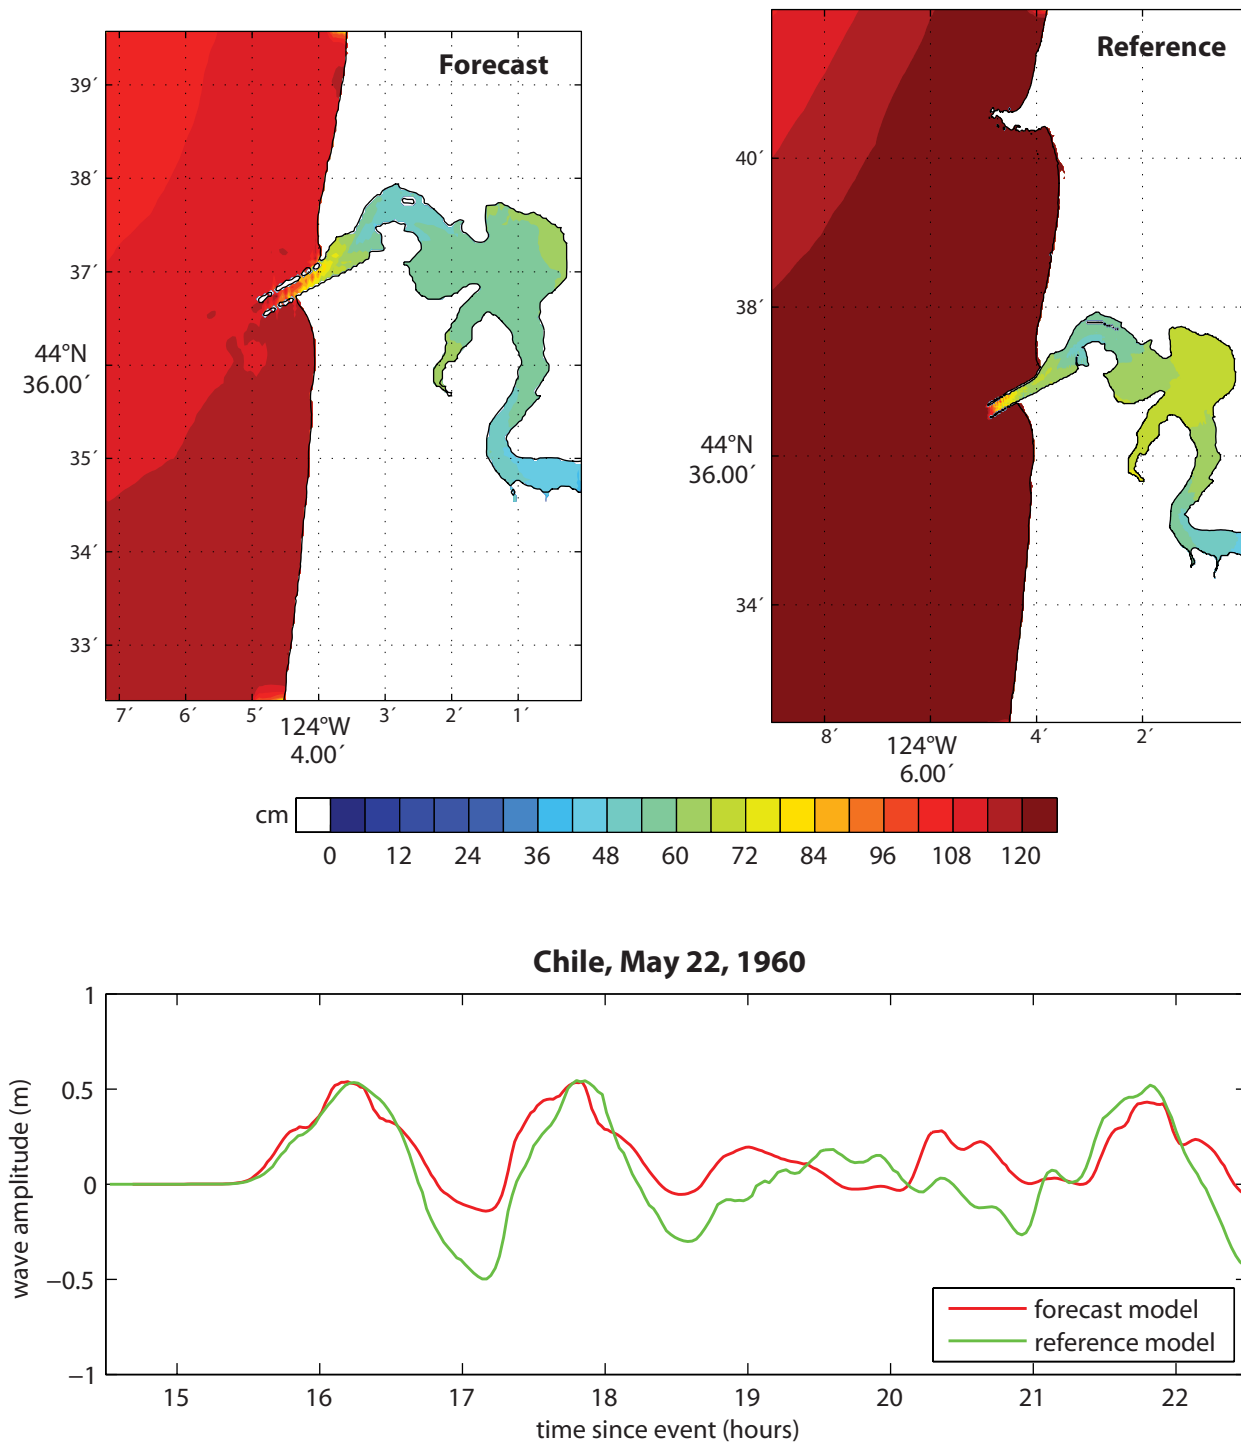 Forecast
39´
38´
37´
44°N
36.00´
35´
34´
33´
7´ 6´ 5´ 124°W 3´ 2´ 1´
4.00´
Reference
40´
38´
44°N
36.00´
34´
8´ 124°W 4´ 2´
6.00´
cm
0 12 24 36 48 60 72 84 96 108 120
Chile, May 22, 1960
wave amplitude (m)
1
0.5
0
−0.5
−1
forecast model
reference model
15 16 17 18 19 20 21 22
time since event (hours)